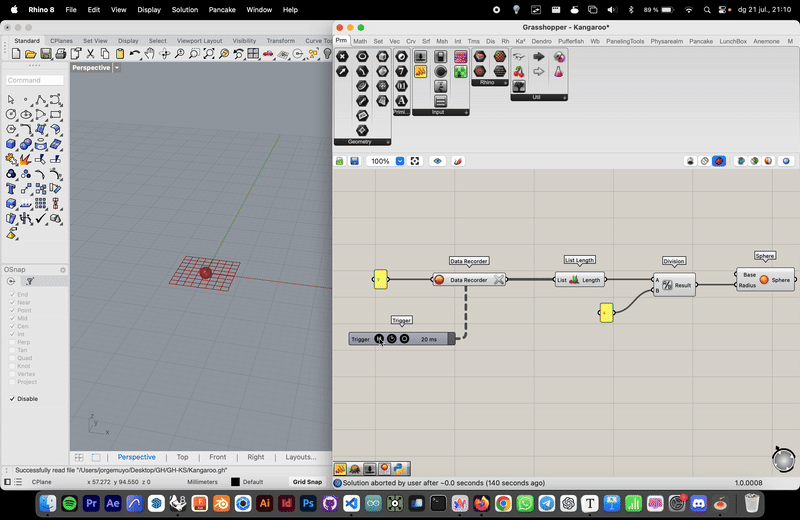 Rhino 8 File Edit View Display Solution Pancake Window Help
89 %
dg 21 jul., 21:10
Standard CPlanes Set View Display Select Viewport Layout Visibility Transform Curve Too
Grasshopper - Kangaroo*
Prm Math Set Vec Crv Srf Msh Int Trns Dis Rh Ka² Dendro Pufferfish Wb PanelingTools Physarealm Pancake LunchBox Anemone M
Command
Perspective
Geometry
Primi...
Input
Rhino
Util
100%
OSnap
End
Near
Point
Mid
Cen
Int
Perp
Tan
Quad
Knot
Vertex
Project
Disable
Data Recorder
Data Recorder
List Length
List Length
Division
A
B
Result
Sphere
Base
Radius
Sphere
Trigger
Trigger 20 ms
z
y
x
Perspective Top Front Right Layouts...
Successfully read file "/Users/jorgemuyo/Desktop/GH/GH-KS/Kangaroo.gh"
CPlane x 57.272 y 94.550 z 0 Millimeters Default Grid Snap
Solution aborted by user after ~0.0 seconds (140 seconds ago)
1.0.0008
Pr
Ae
Ai
Id
Ps